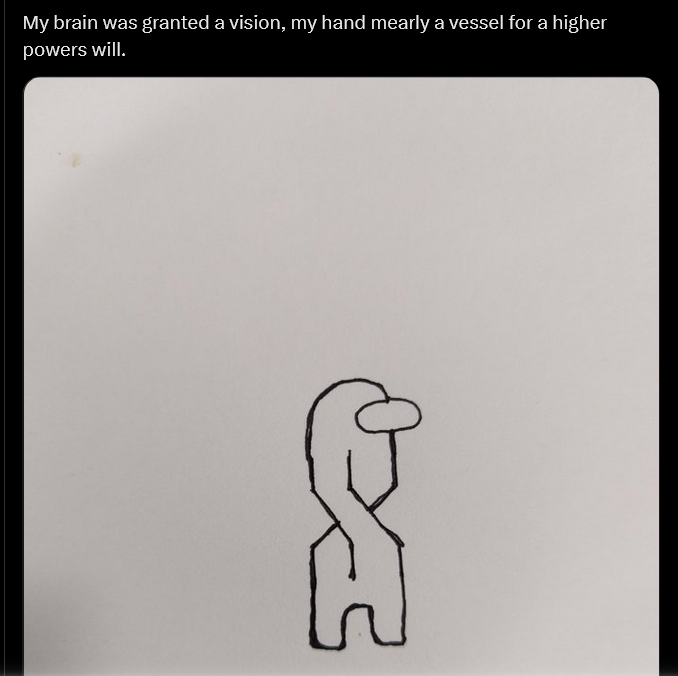 My brain was granted a vision, my hand mearly a vessel for a higher
powers will.